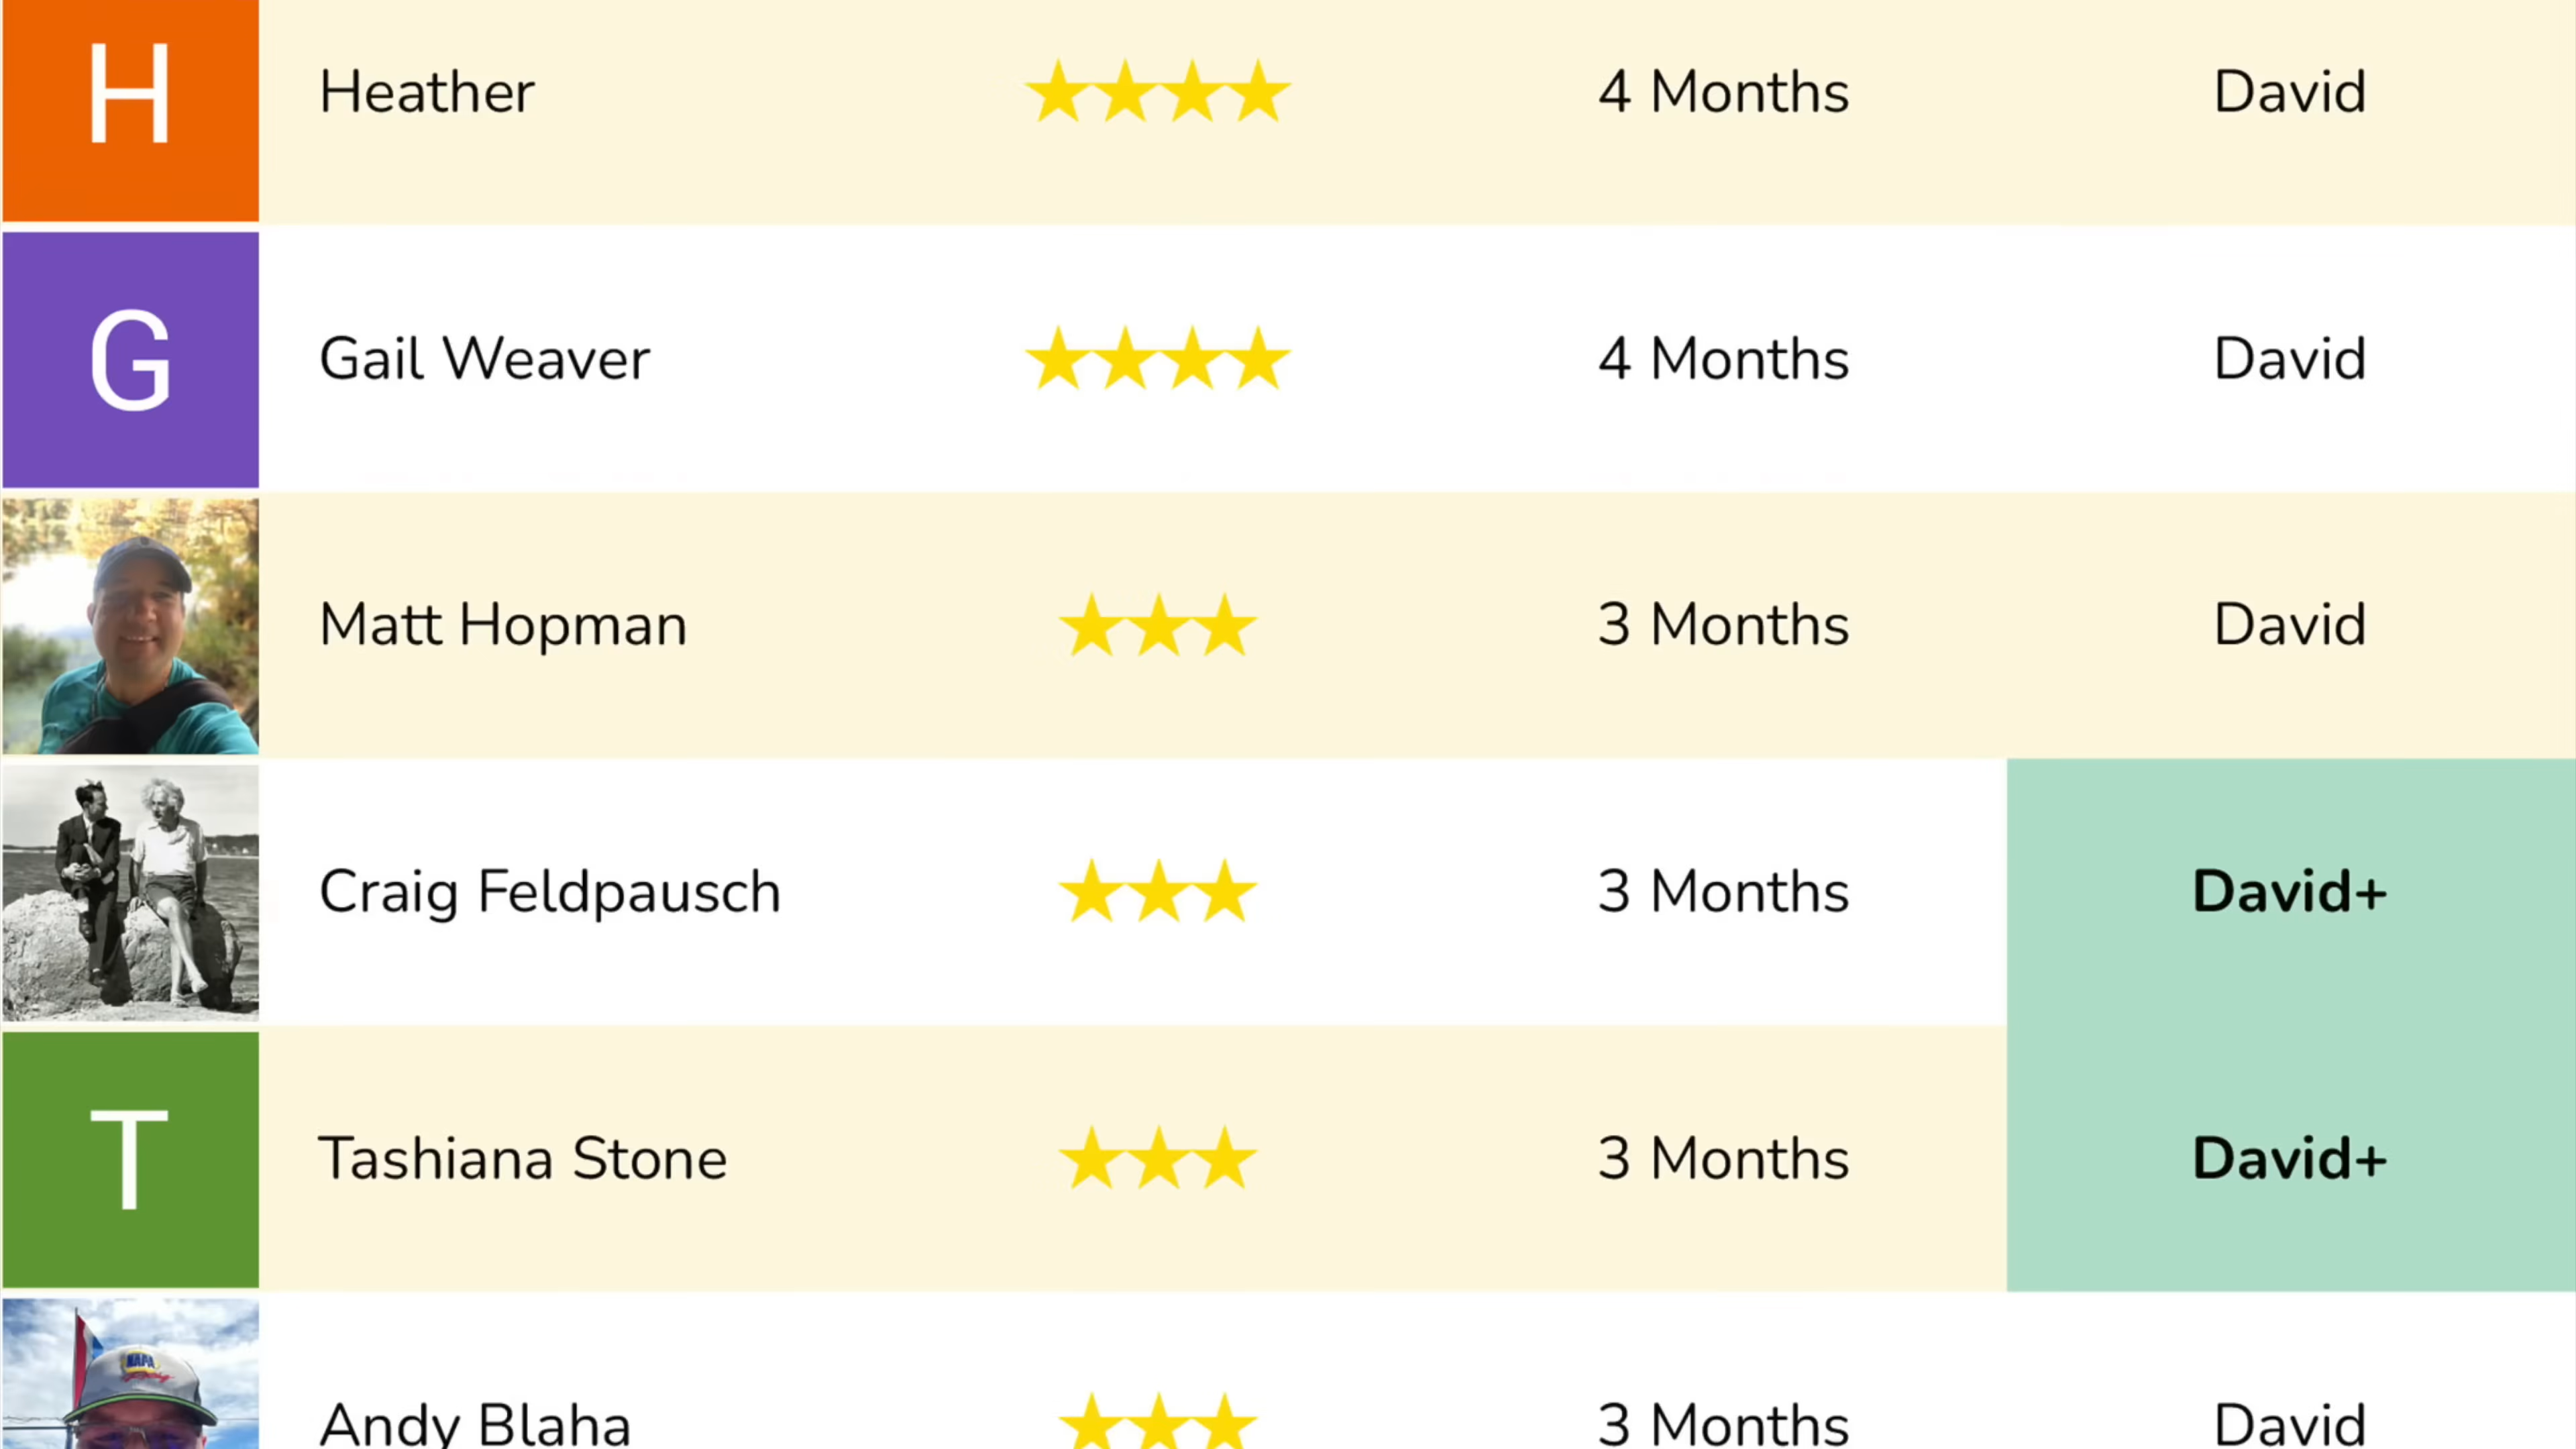 H Heather ★★★★ 4 Months David
G Gail Weaver ★★★★ 4 Months David
Matt Hopman ★★★ 3 Months David
Craig Feldpausch ★★★ 3 Months David+
T Tashiana Stone ★★★ 3 Months David+
NAPA
Andy Blaha ★★★ 3 Months David